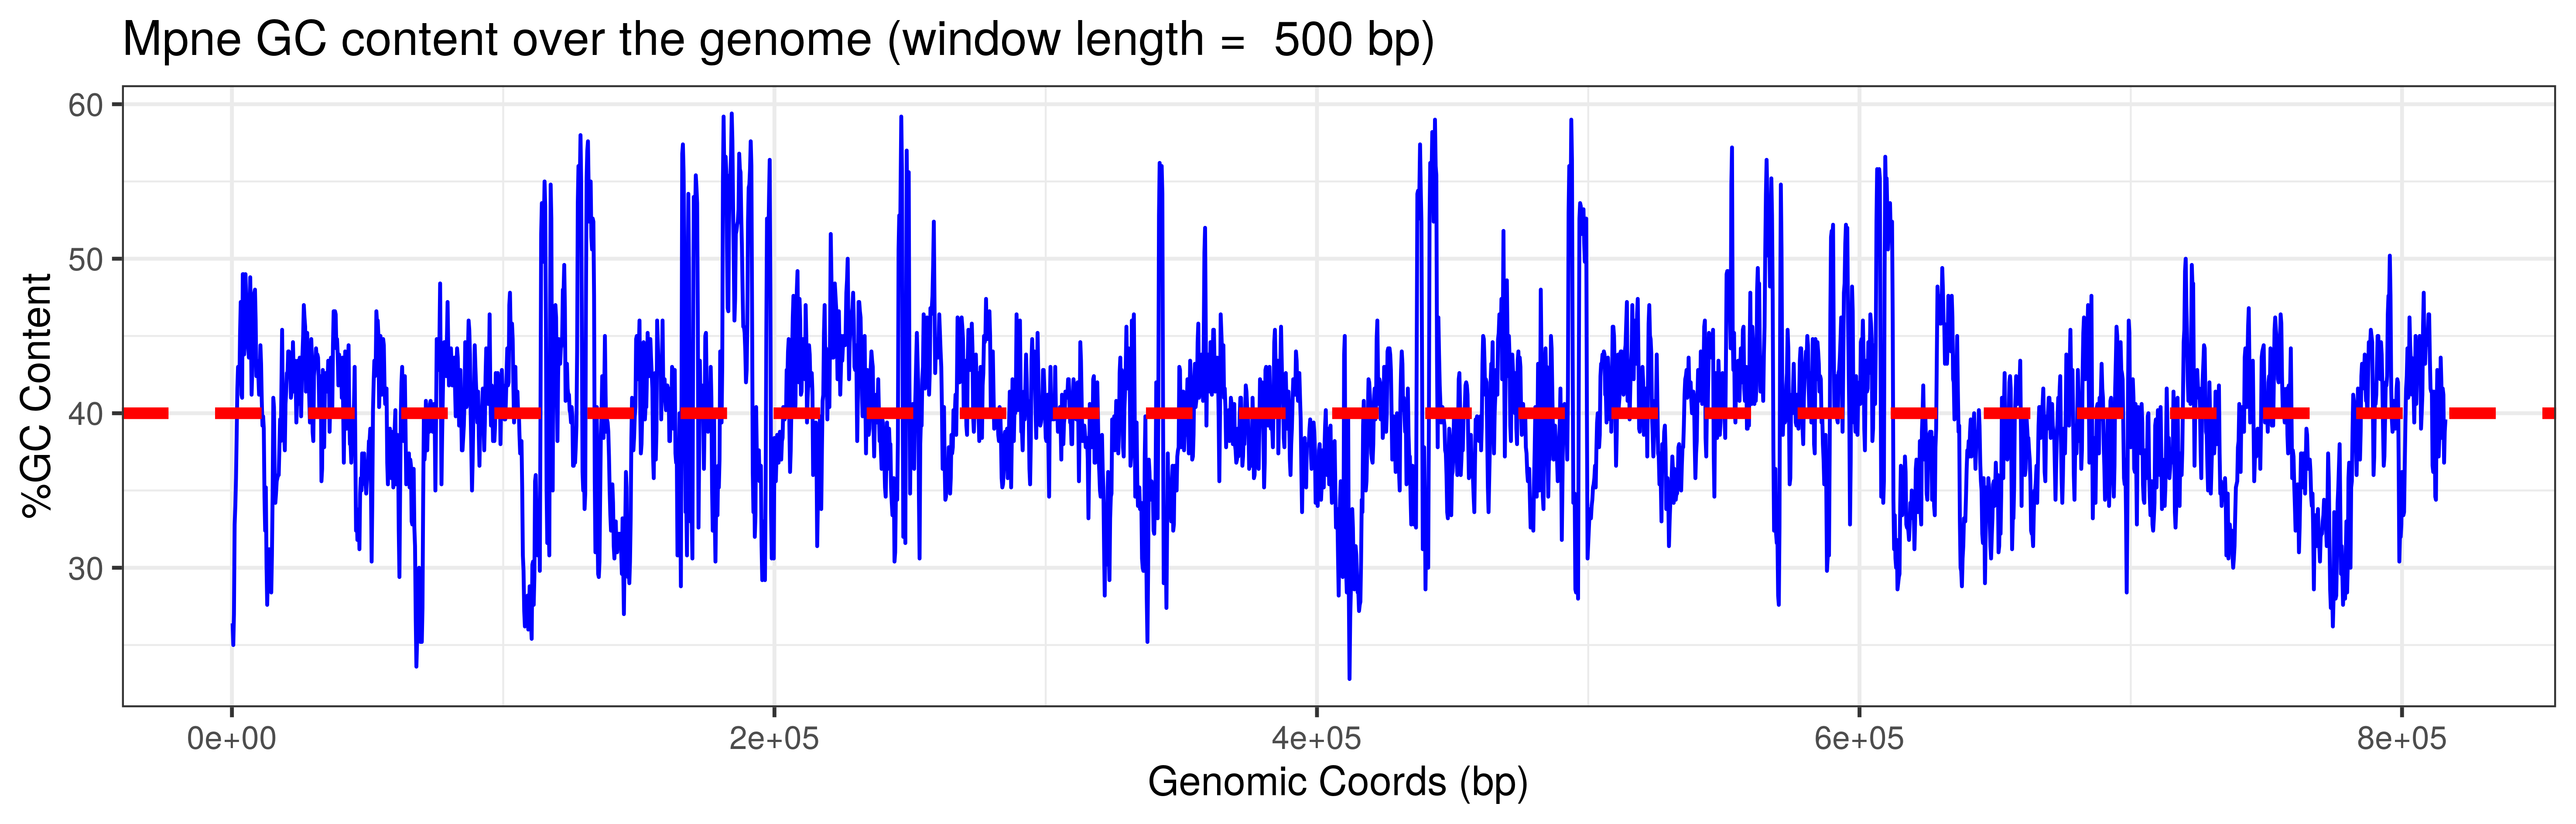 Mpne GC content over the genome (window length =  500 bp)
%GC Content
60
50
40
30
0e+00 2e+05 4e+05 6e+05 8e+05
Genomic Coords (bp)